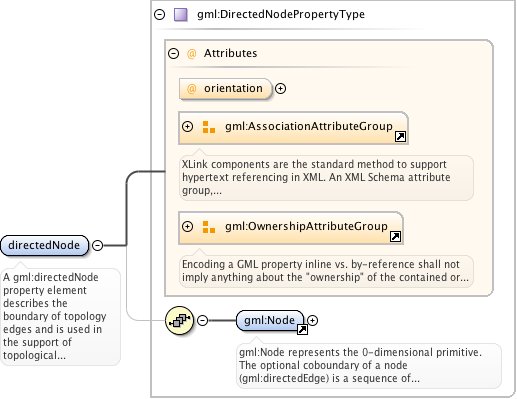 gml:DirectedNodePropertyType
@ Attributes
@ orientation
gml:AssociationAttributeGroup
XLink components are the standard method to support
hypertext referencing in XML. An XML Schema attribute
group,...
gml:OwnershipAttributeGroup
Encoding a GML property inline vs. by-reference shall not
imply anything about the "ownership" of the contained or...
directedNode
A gml:directedNode
property element
describes the
boundary of topology
edges and is used in
the support of
topological...
gml:Node
gml:Node represents the 0-dimensional primitive.
The optional coboundary of a node
(gml:directedEdge) is a sequence of...